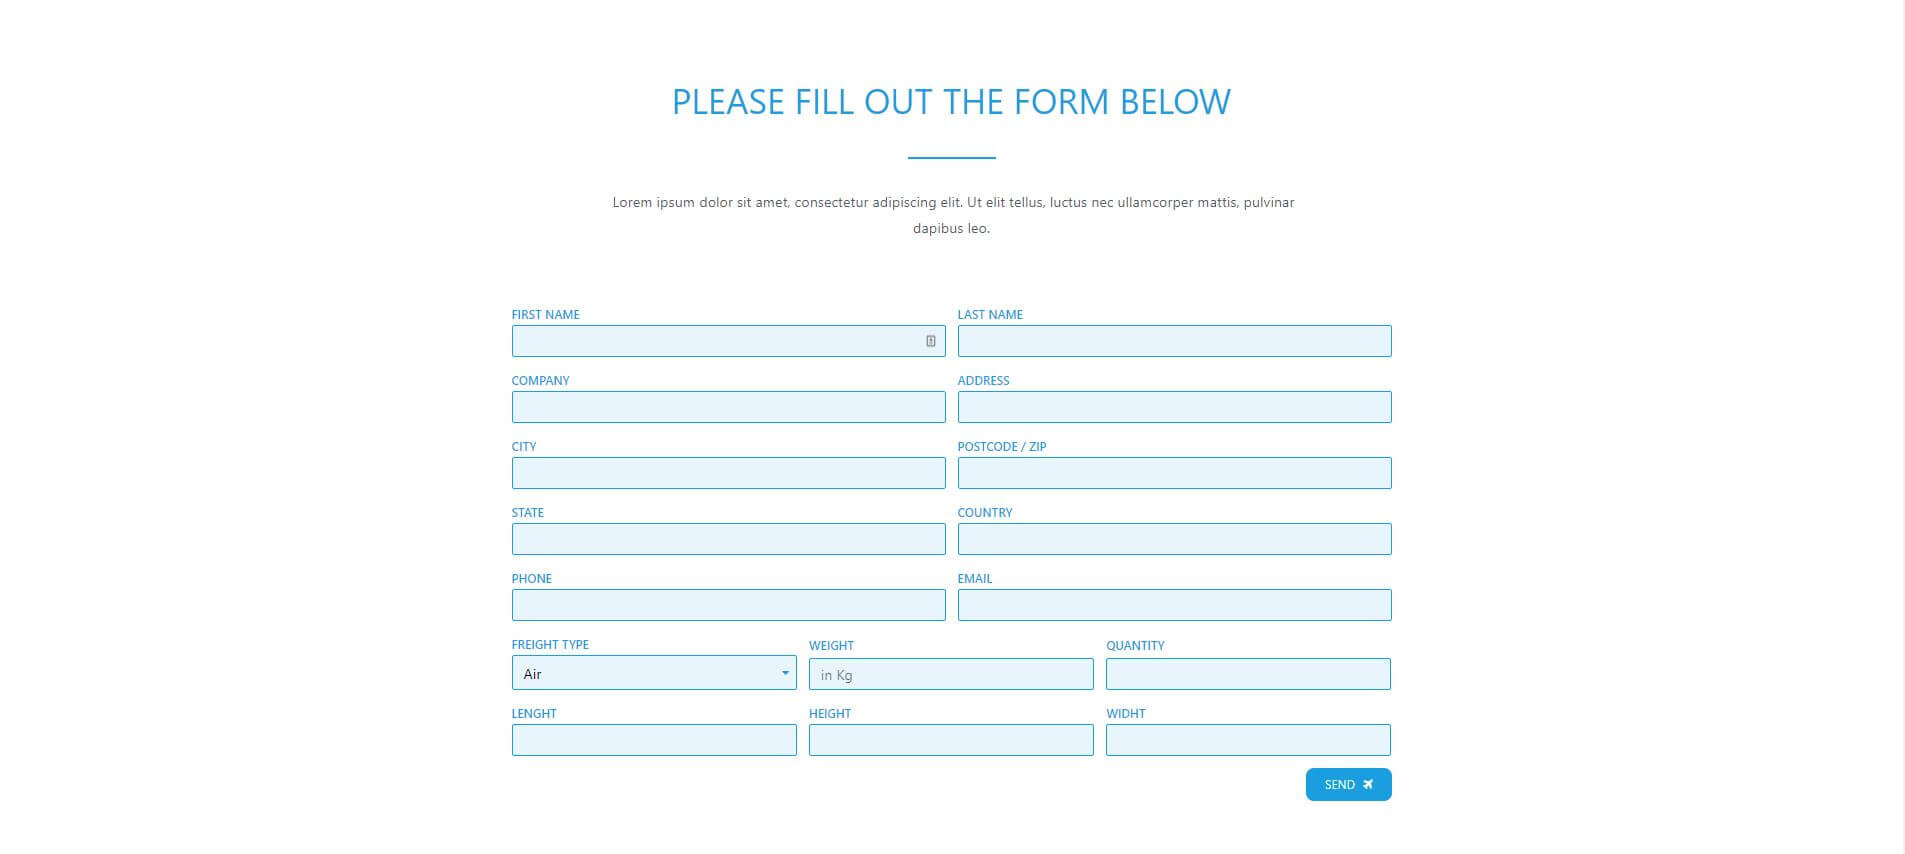 PLEASE FILL OUT THE FORM BELOW
Lorem ipsum dolor sit amet, consectetur adipiscing elit. Ut elit tellus, luctus nec ullamcorper mattis, pulvinar
dapibus leo.
FIRST NAME
LAST NAME
COMPANY
ADDRESS
CITY
POSTCODE / ZIP
STATE
COUNTRY
PHONE
EMAIL
FREIGHT TYPE
WEIGHT
QUANTITY
Air
in Kg
LENGHT
HEIGHT
WIDHT
SEND